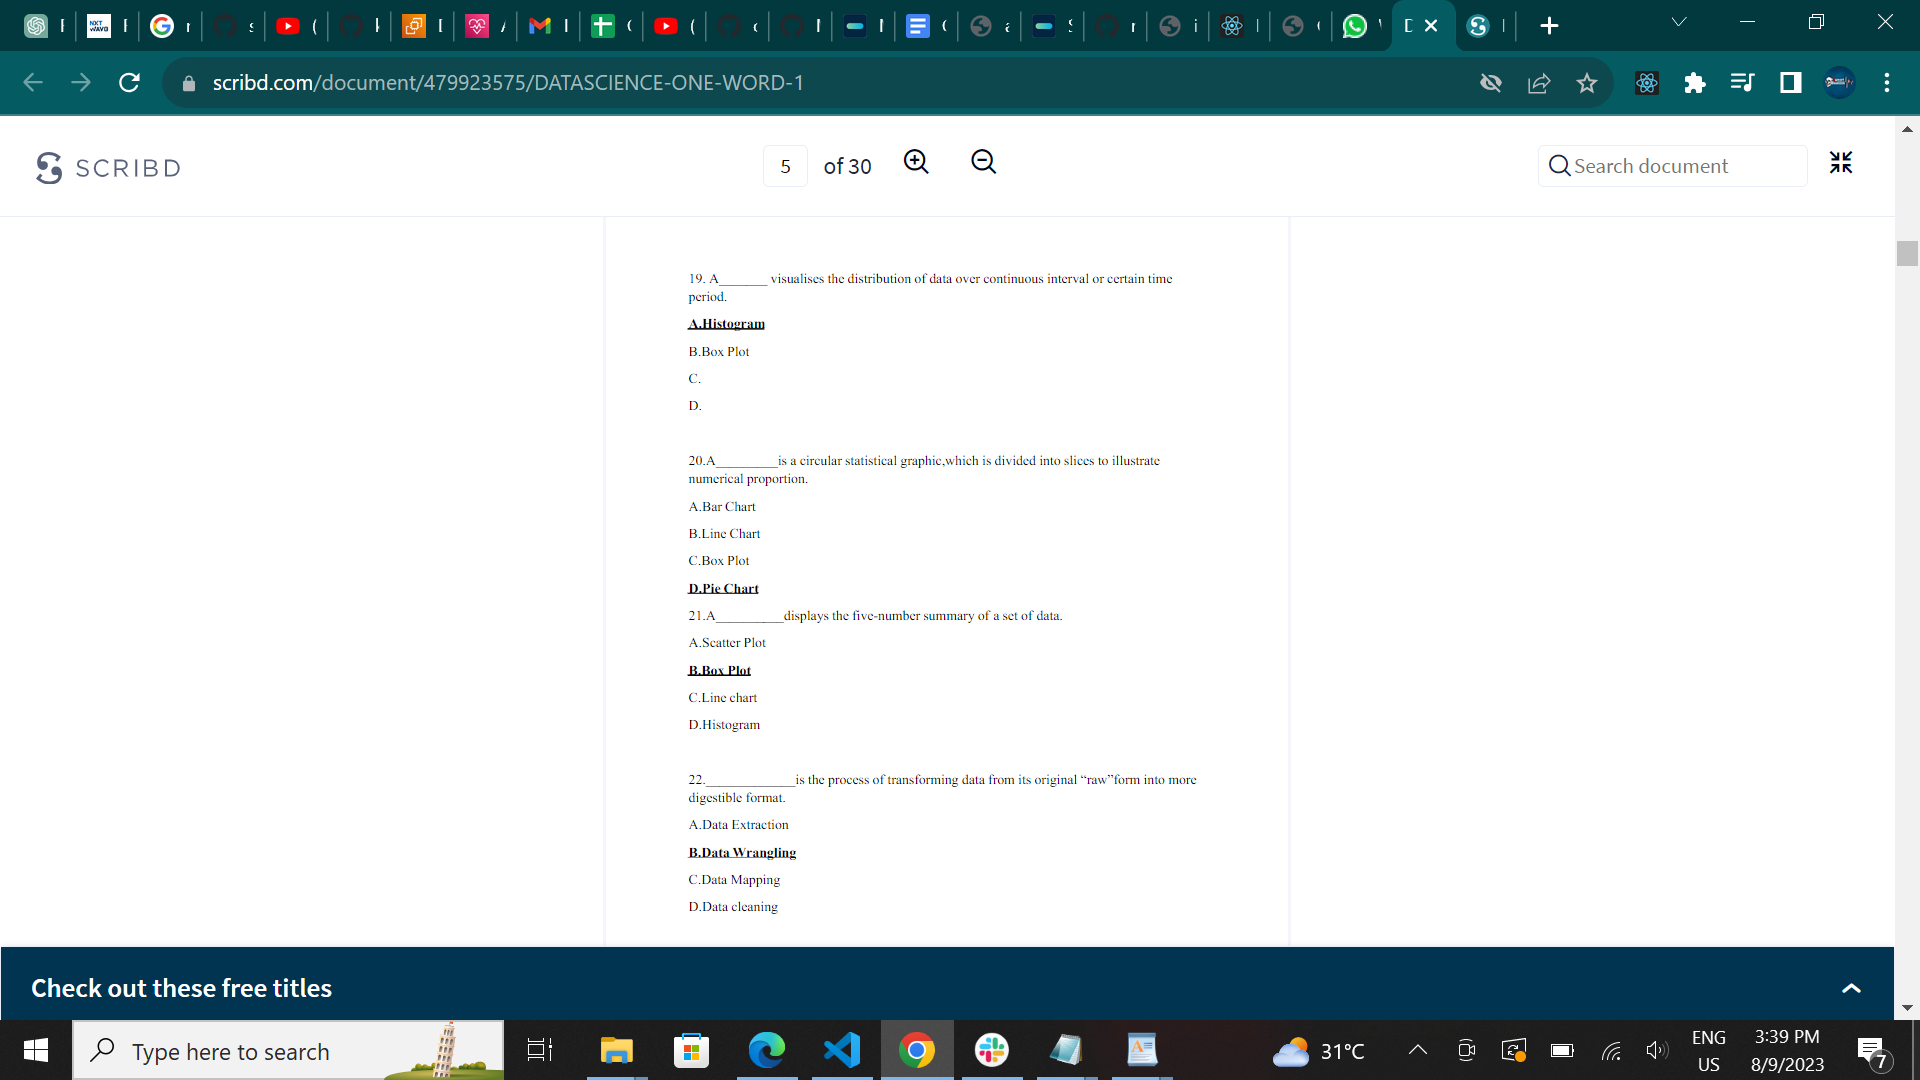 scribd.com/document/479923575/DATASCIENCE-ONE-WORD-1
SCRIBD
5 of 30
Search document
19. A_______ visualises the distribution of data over continuous interval or certain time
period.
A.Histogram
B.Box Plot
C.
D.
20.A_________is a circular statistical graphic,which is divided into slices to illustrate
numerical proportion.
A.Bar Chart
B.Line Chart
C.Box Plot
D.Pie Chart
21.A__________displays the five-number summary of a set of data.
A.Scatter Plot
B.Box Plot
C.Line chart
D.Histogram
22._____________is the process of transforming data from its original “raw”form into more
digestible format.
A.Data Extraction
B.Data Wrangling
C.Data Mapping
D.Data cleaning
Check out these free titles
Type here to search
31°C
ENG
US
3:39 PM
8/9/2023
7